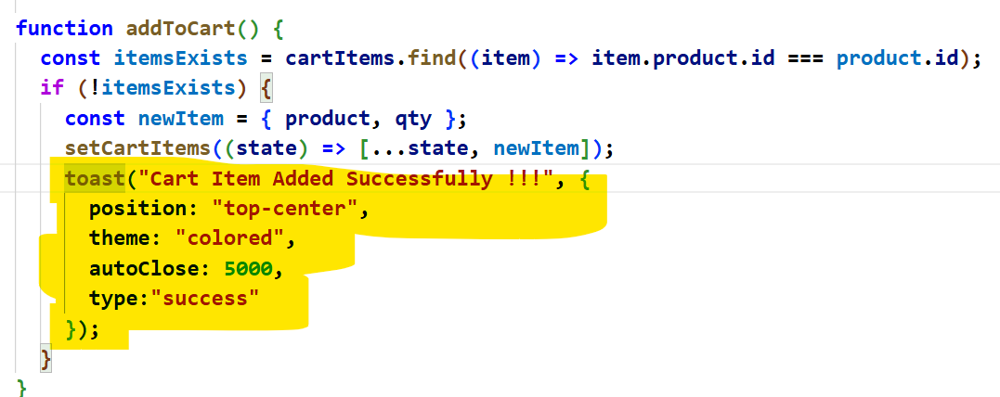 function addToCart() {
const itemsExists = cartItems.find((item) => item.product.id === product.id);
if (!itemsExists) {
const newItem = { product, qty };
setCartItems((state) => [...state, newItem]);
toast("Cart Item Added Successfully !!!", {
position: "top-center",
theme: "colored",
autoClose: 5000,
type:"success"
});
}
}